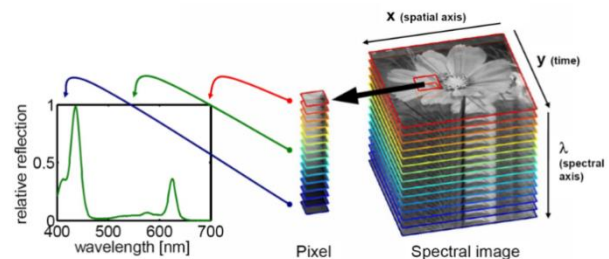 x (spatial axis)
y (time)
λ
(spectral
axis)
relative reflection
1
0.5
0
400
500
600
700
wavelength [nm]
Pixel
Spectral image